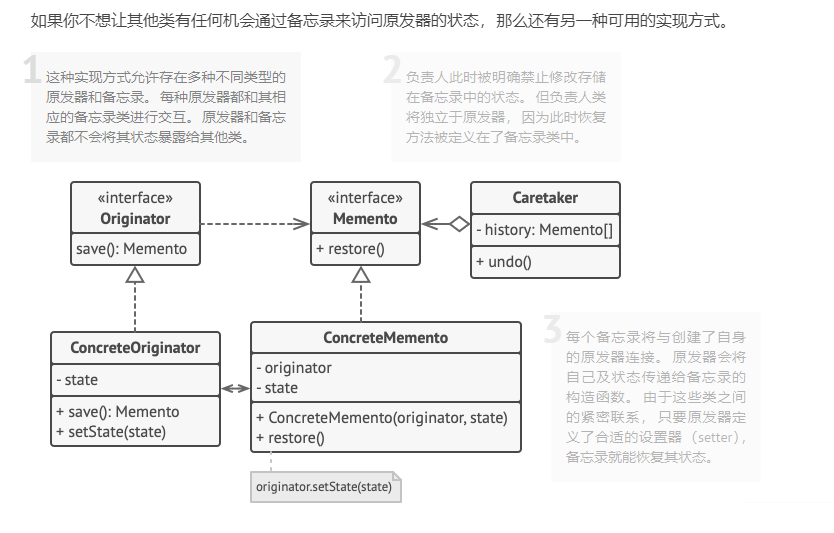 如果你不想让其他类有任何机会通过备忘录来访问原发器的状态，那么还有另一种可用的实现方式。
1
这种实现方式允许存在多种不同类型的
原发器和备忘录。每种原发器都和其相
应的备忘录类进行交互。原发器和备忘
录都不会将其状态暴露给其他类。
2
负责人此时被明确禁止修改存储
在备忘录中的状态。但负责人类
将独立于原发器，因为此时恢复
方法被定义在了备忘录类中。
«interface»
Originator
save(): Memento
«interface»
Memento
+ restore()
Caretaker
- history: Memento[]
+ undo()
ConcreteOriginator
- state
+ save(): Memento
+ setState(state)
ConcreteMemento
- originator
- state
+ ConcreteMemento(originator, state)
+ restore()
originator.setState(state)
3
每个备忘录将与创建了自身
的原发器连接。原发器会将
自己及状态传递给备忘录的
构造函数。由于这些类之间
的紧密联系，只要原发器定
义了合适的设置器（setter），
备忘录就能恢复其状态。